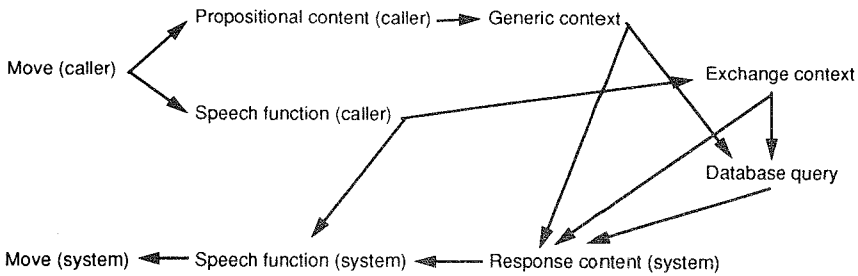 Propositional content (caller)
Generic context
Move (caller)
Exchange context
Speech function (caller)
Database query
Move (system)
Speech function (system)
Response content (system)